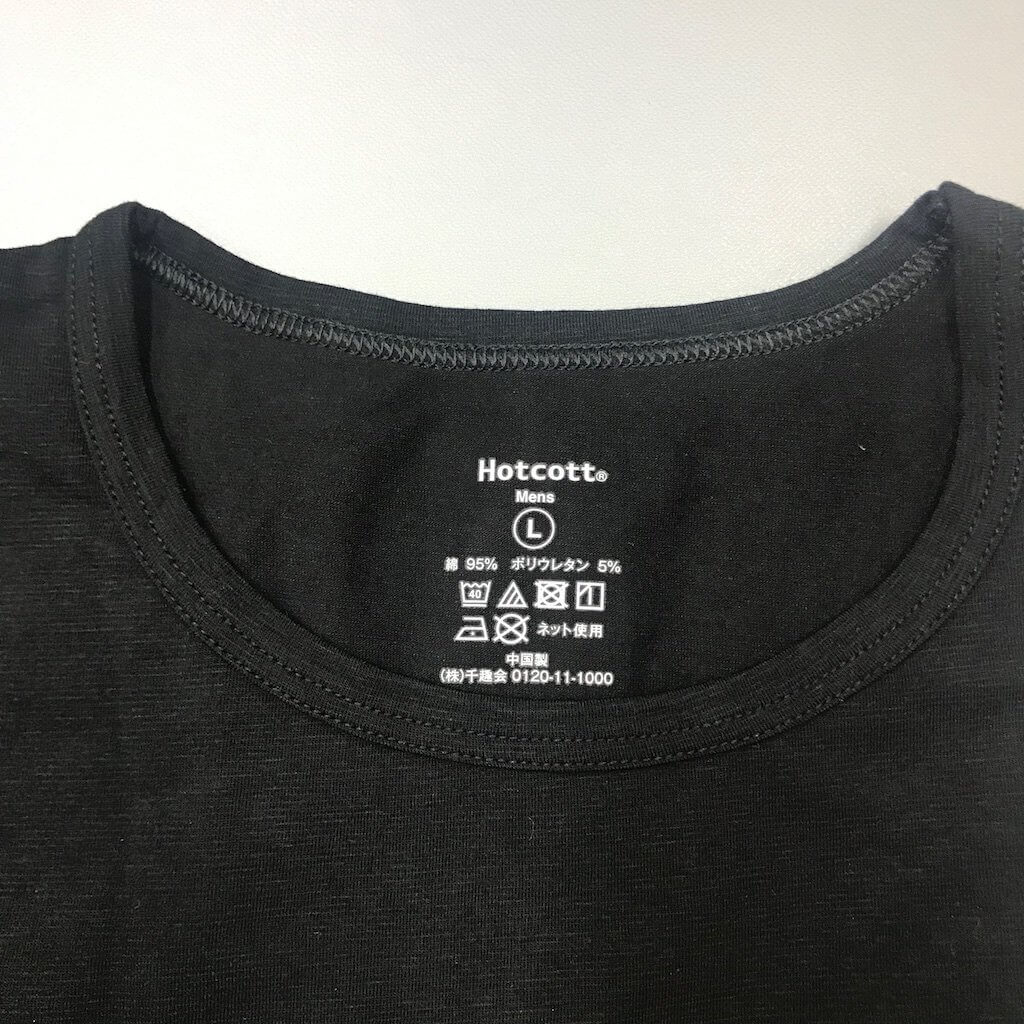 Hotcott®
Mens
L
綿 95% ポリウレタン 5%
40
ネット使用
中国製
(株)千趣会 0120-11-1000